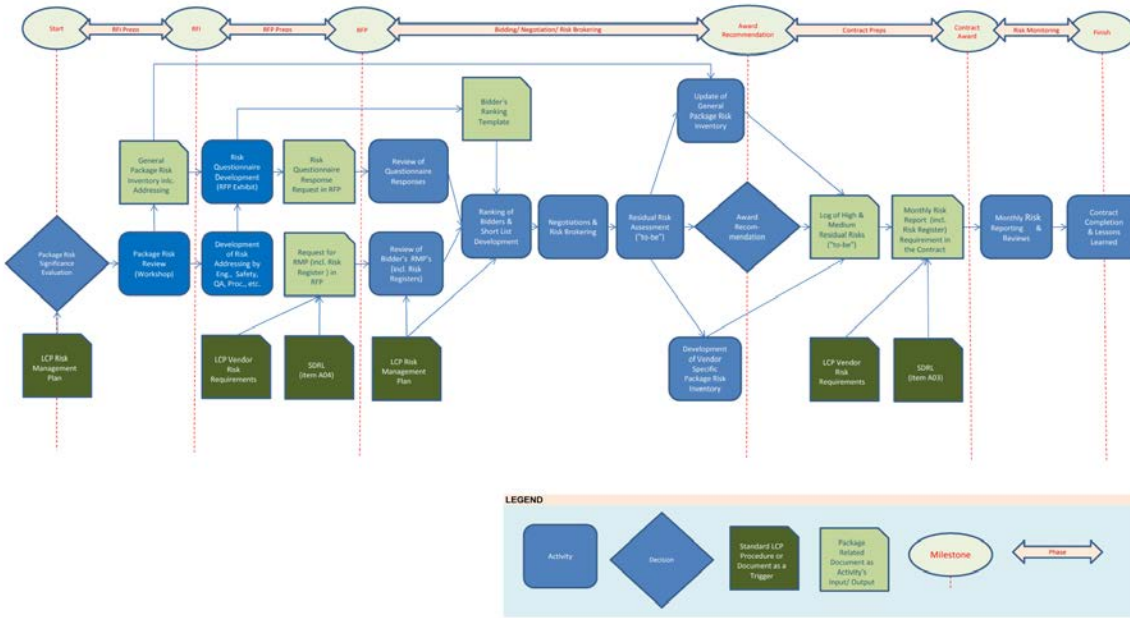 Start
RFI Preps
RFI
RFP Preps
RFP
Bidding/ Negotiation/ Risk Brokering
Award
Recommendation
Contract Preps
Contract
Award
Risk Monitoring
Finish
Bidder's
Ranking
Template
Update of
General
Package Risk
Inventory
General
Package Risk
Inventory inlc.
Addressing
Risk
Questionnaire
Development
(RFP Exhibit)
Risk
Questionnaire
Response
Request in RFP
Review of
Questionnaire
Responses
Package Risk
Significance
Evaluation
Package Risk
Review
(Workshop)
Development
of Risk
Addressing by
Eng., Safety,
QA, Proc., etc.
Request for
RMP (incl. Risk
Register ) in
RFP
Review of
Bidder's RMP's
(incl. Risk
Registers)
Ranking of
Bidders &
Short List
Development
Negotiations &
Risk Brokering
Residual Risk
Assessment
("to-be")
Award
Recom-
mendation
Log of High &
Medium
Residual Risks
("to-be")
Monthly Risk
Report (incl.
Risk Register)
Requirement in
the Contract
Monthly Risk
Reporting &
Reviews
Contract
Completion
& Lessons
Learned
LCP Risk
Management
Plan
LCP Vendor
Risk
Requirements
SDRL
(item A04)
LCP Risk
Management
Plan
Development
of Vendor
Specific
Package Risk
Inventory
LCP Vendor
Risk
Requirements
SDRL
(item A03)
LEGEND
Activity
Decision
Standard LCP
Procedure or
Document as a
Trigger
Package
Related
Document as
Activity's
Input/ Output
Milestone
Phase